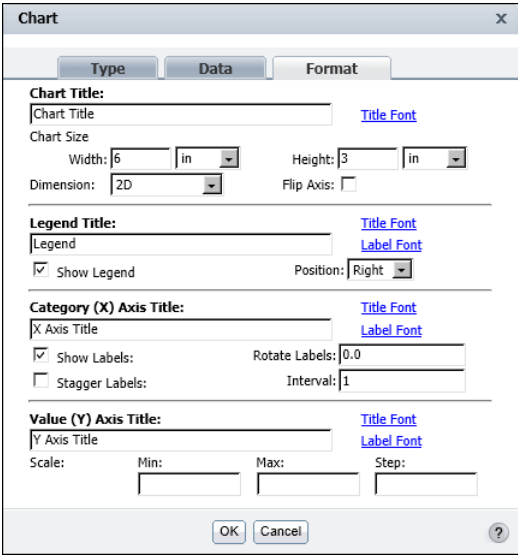 Chart x
Type Data Format
Chart Title:
Chart Title Title Font
Chart Size
Width: 6 in Height: 3 in
Dimension: 2D Flip Axis:
Legend Title: Title Font
Legend Label Font
Show Legend Position: Right
Category (X) Axis Title: Title Font
X Axis Title Label Font
Show Labels: Rotate Labels: 0.0
Stagger Labels: Interval: 1
Value (Y) Axis Title: Title Font
Y Axis Title Label Font
Scale: Min: Max: Step:
OK Cancel ?